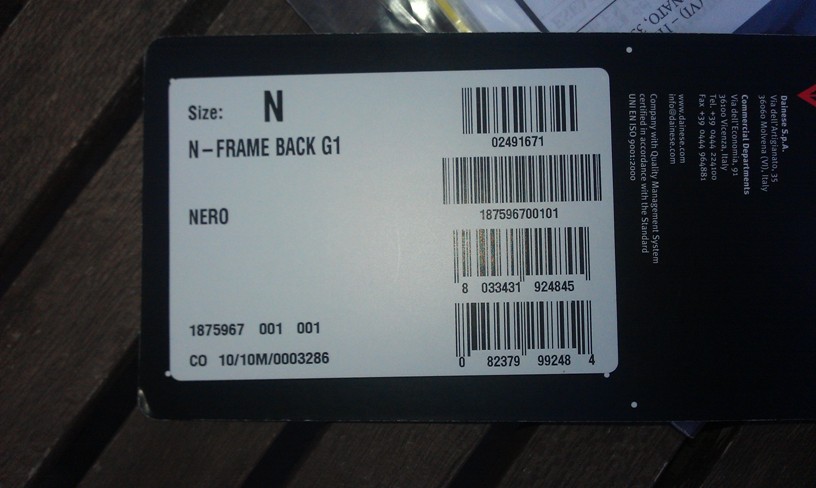 Size: N
N-FRAME BACK G1
NERO
1875967 001 001
CO 10/10M/0003286
02491671
187596700101
8 033431 924845
0 82379 99248 4
Dainese S.p.A.
Via dell'Artigianato, 35
36060 Molvena (VI), Italy
Commercial Departments
Via dell'Economia, 91
36100 Vicenza, Italy
Tel. +39 0444 224100
Fax +39 0444 964881
www.dainese.com
info@dainese.com
Company with Quality Management System
certified in accordance with the Standard
UNI EN ISO 9001:2000